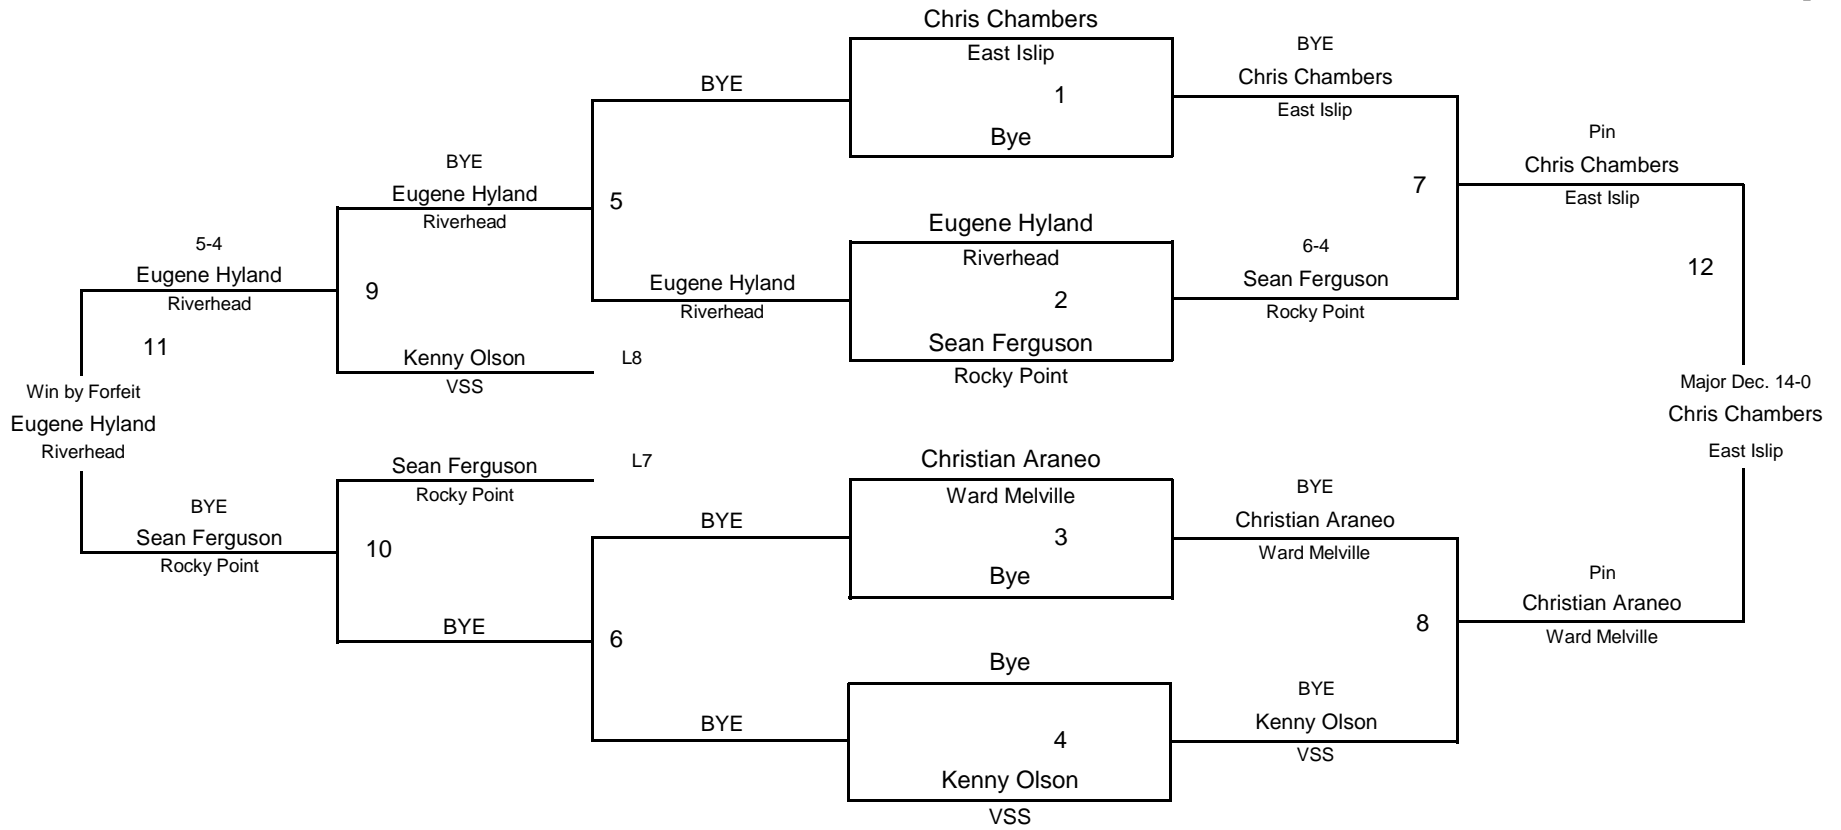 Chris Chambers
East Islip
1
Bye
BYE
Chris Chambers
East Islip
BYE
Pin
Chris Chambers
East Islip
7
BYE
Eugene Hyland
Riverhead
5
Eugene Hyland
Riverhead
2
Sean Ferguson
Rocky Point
6-4
Sean Ferguson
Rocky Point
12
5-4
Eugene Hyland
Riverhead
9
Eugene Hyland
Riverhead
11
Kenny Olson
VSS
L8
Win by Forfeit
Eugene Hyland
Riverhead
Major Dec. 14-0
Chris Chambers
East Islip
Sean Ferguson
Rocky Point
L7
Christian Araneo
Ward Melville
3
Bye
BYE
Christian Araneo
Ward Melville
BYE
Sean Ferguson
Rocky Point
10
BYE
Pin
Christian Araneo
Ward Melville
8
BYE
6
Bye
4
Kenny Olson
VSS
BYE
Kenny Olson
VSS
BYE